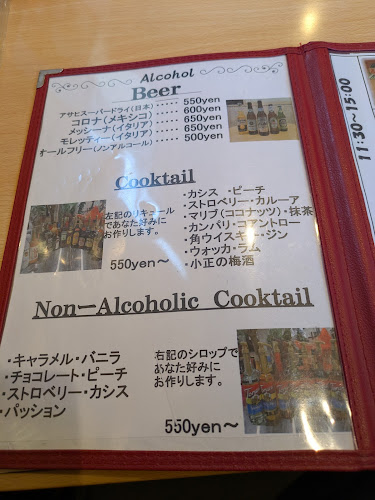 Alcohol
Beer
アサヒスーパードライ(日本)・・・・・550yen
コロナ(メキシコ)・・・・・600yen
メッシーナ(イタリア)・・・・・650yen
モレッティー(イタリア)・・・・・650yen
オールフリー(ノンアルコール)・・・・・500yen
Cooktail
左記のリキュール
であなた好みに
お作りします。
550yen～
・カシス ・ピーチ
・ストロベリー・カルーア
・マリブ(ココナッツ)・抹茶
・カンパリ・コアントロー
・角ウイスキー・ジン
・ウォッカ・ラム
・小正の梅酒
Non－Alcoholic Cooktail
・キャラメル・バニラ
・チョコレート・ピーチ
・ストロベリー・カシス
・パッション
右記のシロップで
あなた好みに
お作りします。
550yen～
11:30～15:00